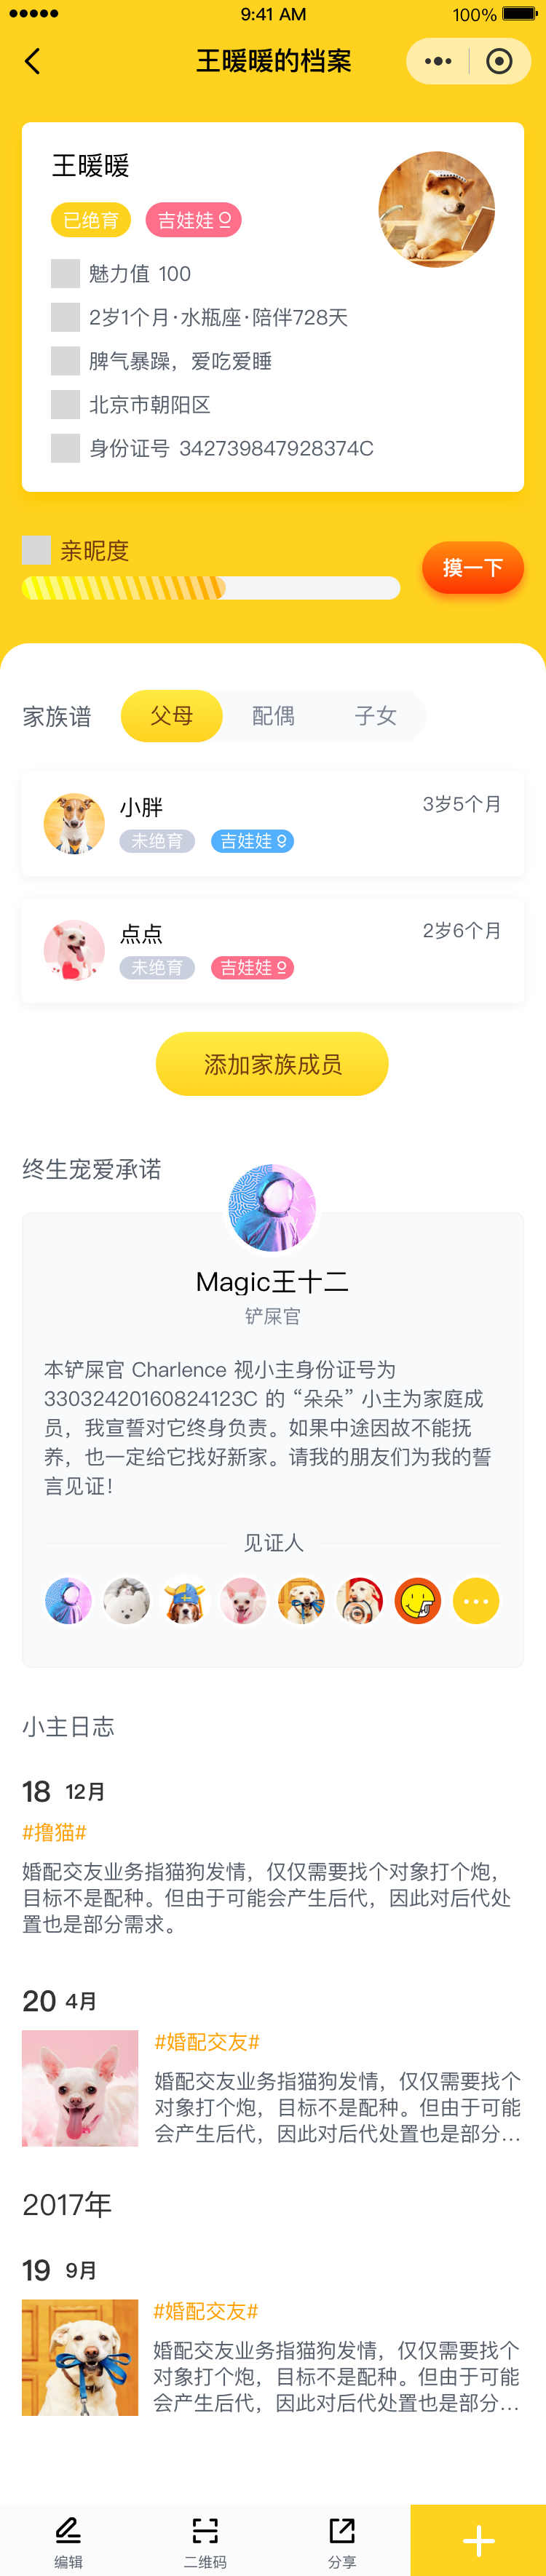 9:41 AM
100%
王暖暖的档案
王暖暖
已绝育
吉娃娃
魅力值 100
2岁1个月·水瓶座·陪伴728天
脾气暴躁，爱吃爱睡
北京市朝阳区
身份证号 342739847928374C
亲昵度
摸一下
家族谱
父母
配偶
子女
小胖
3岁5个月
未绝育
吉娃娃
点点
2岁6个月
未绝育
吉娃娃
添加家族成员
终生宠爱承诺
Magic王十二
铲屎官
本铲屎官 Charlence 视小主身份证号为
33032420160824123C 的 “朵朵” 小主为家庭成
员，我宣誓对它终身负责。如果中途因故不能抚
养，也一定给它找好新家。请我的朋友们为我的誓
言见证！
见证人
小主日志
18 12月
#撸猫#
婚配交友业务指猫狗发情，仅仅需要找个对象打个炮，
目标不是配种。但由于可能会产生后代，因此对后代处
置也是部分需求。
20 4月
#婚配交友#
婚配交友业务指猫狗发情，仅仅需要找个
对象打个炮，目标不是配种。但由于可能
会产生后代，因此对后代处置也是部分...
2017年
19 9月
#婚配交友#
婚配交友业务指猫狗发情，仅仅需要找个
对象打个炮，目标不是配种。但由于可能
会产生后代，因此对后代处置也是部分...
编辑
二维码
分享